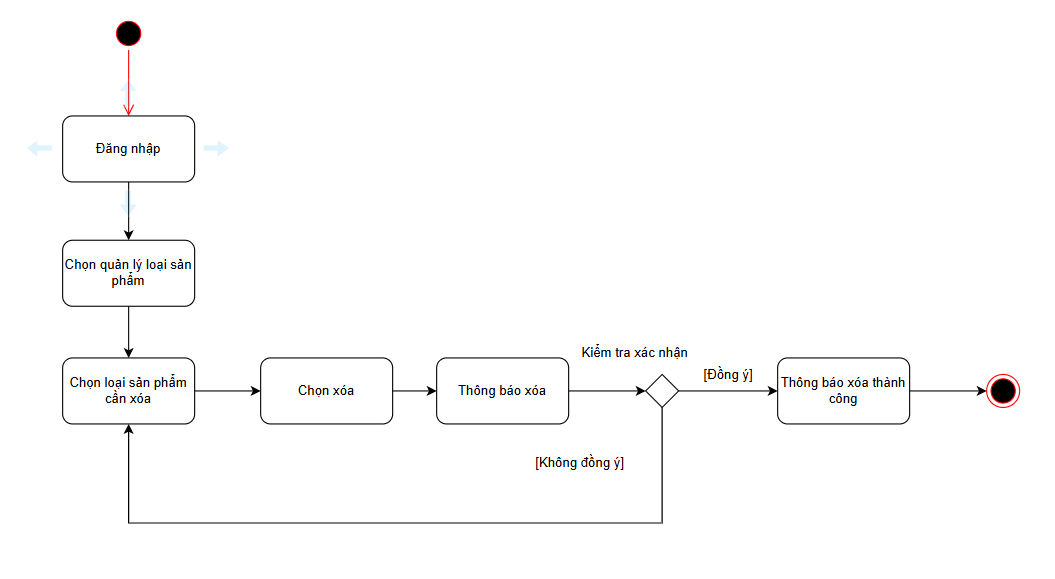 Đăng nhập
Chọn quản lý loại sản
phẩm
Chọn loại sản phẩm
cần xóa
Chọn xóa
Thông báo xóa
Kiểm tra xác nhận
[Đồng ý]
Thông báo xóa thành
công
[Không đồng ý]